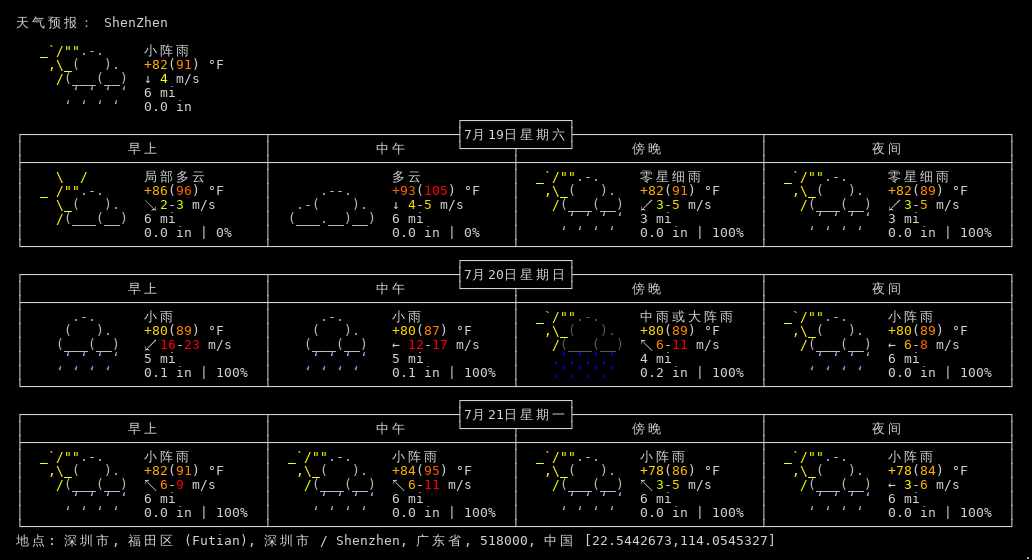 天气预报： ShenZhen
小阵雨
+82(91) °F
↓ 4 m/s
6 mi
0.0 in
7月19日星期六
早上 中午 傍晚 夜间
局部多云 多云 零星细雨 零星细雨
+86(96) °F +93(105) °F +82(91) °F +82(89) °F
↘ 2-3 m/s ↓ 4-5 m/s ↙ 3-5 m/s ↙ 3-5 m/s
6 mi 6 mi 3 mi 3 mi
0.0 in | 0% 0.0 in | 0% 0.0 in | 100% 0.0 in | 100%
7月20日星期日
早上 中午 傍晚 夜间
小雨 小雨 中雨或大阵雨 小阵雨
+80(89) °F +80(87) °F +80(89) °F +80(89) °F
↙ 16-23 m/s ← 12-17 m/s ↖ 6-11 m/s ← 6-8 m/s
5 mi 5 mi 4 mi 6 mi
0.1 in | 100% 0.1 in | 100% 0.2 in | 100% 0.0 in | 100%
7月21日星期一
早上 中午 傍晚 夜间
小阵雨 小阵雨 小阵雨 小阵雨
+82(91) °F +84(95) °F +78(86) °F +78(84) °F
↖ 6-9 m/s ↖ 6-11 m/s ↖ 3-5 m/s ← 3-6 m/s
6 mi 6 mi 6 mi 6 mi
0.0 in | 100% 0.0 in | 100% 0.0 in | 100% 0.0 in | 100%
地点: 深圳市, 福田区 (Futian), 深圳市 / Shenzhen, 广东省, 518000, 中国 [22.5442673,114.0545327]